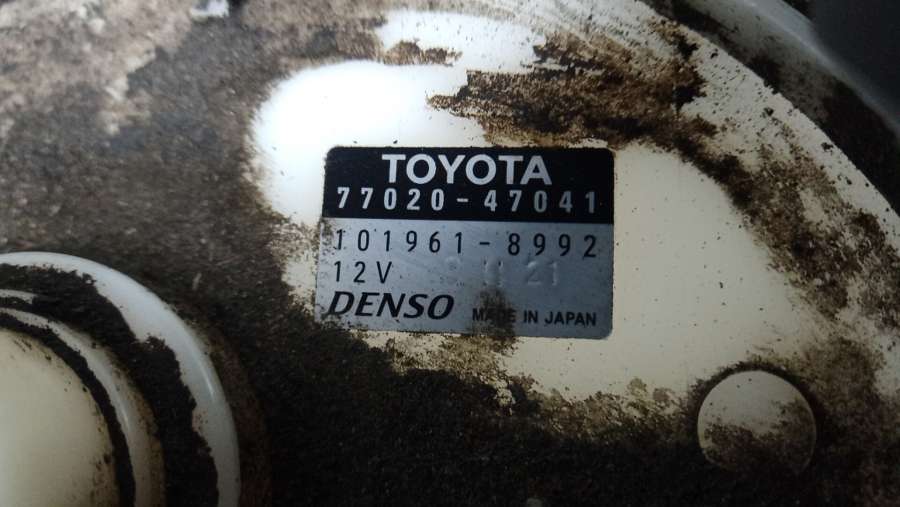 TOYOTA
77020-47041
101961-8992
12V
DENSO MADE IN JAPAN